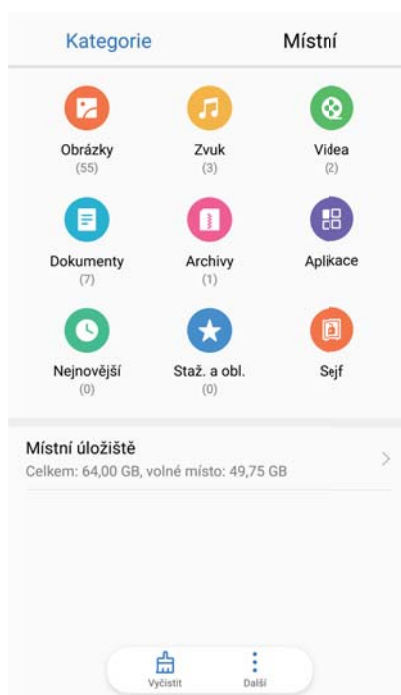 Kategorie Místní
Obrázky Zvuk Videa
(55) (3) (2)
Dokumenty Archivy Aplikace
(7) (1)
Nejnovější Staž. a obl. Sejf
(0) (0)
Místní úložiště
Celkem: 64,00 GB, volné místo: 49,75 GB
Vyčistit Další